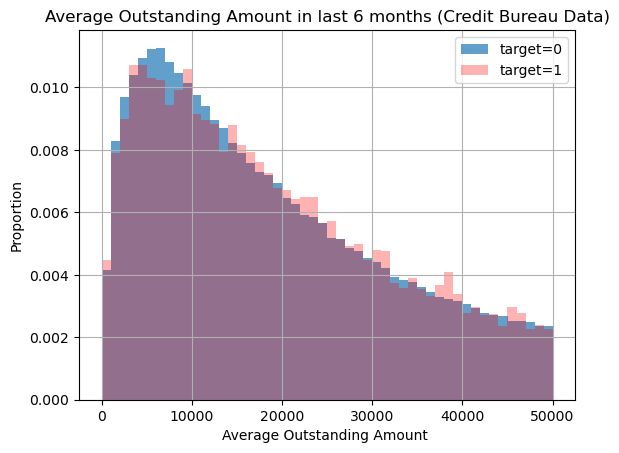 Average Outstanding Amount in last 6 months (Credit Bureau Data)
target=0
target=1
0.010
0.008
0.006
0.004
0.002
0.000
Proportion
0 10000 20000 30000 40000 50000
Average Outstanding Amount